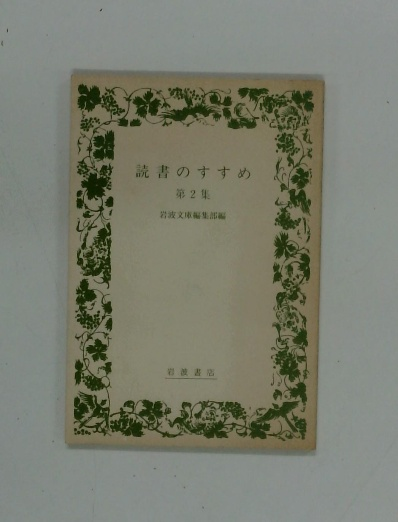 読書のすすめ
第2集
岩波文庫編集部編
岩波書店